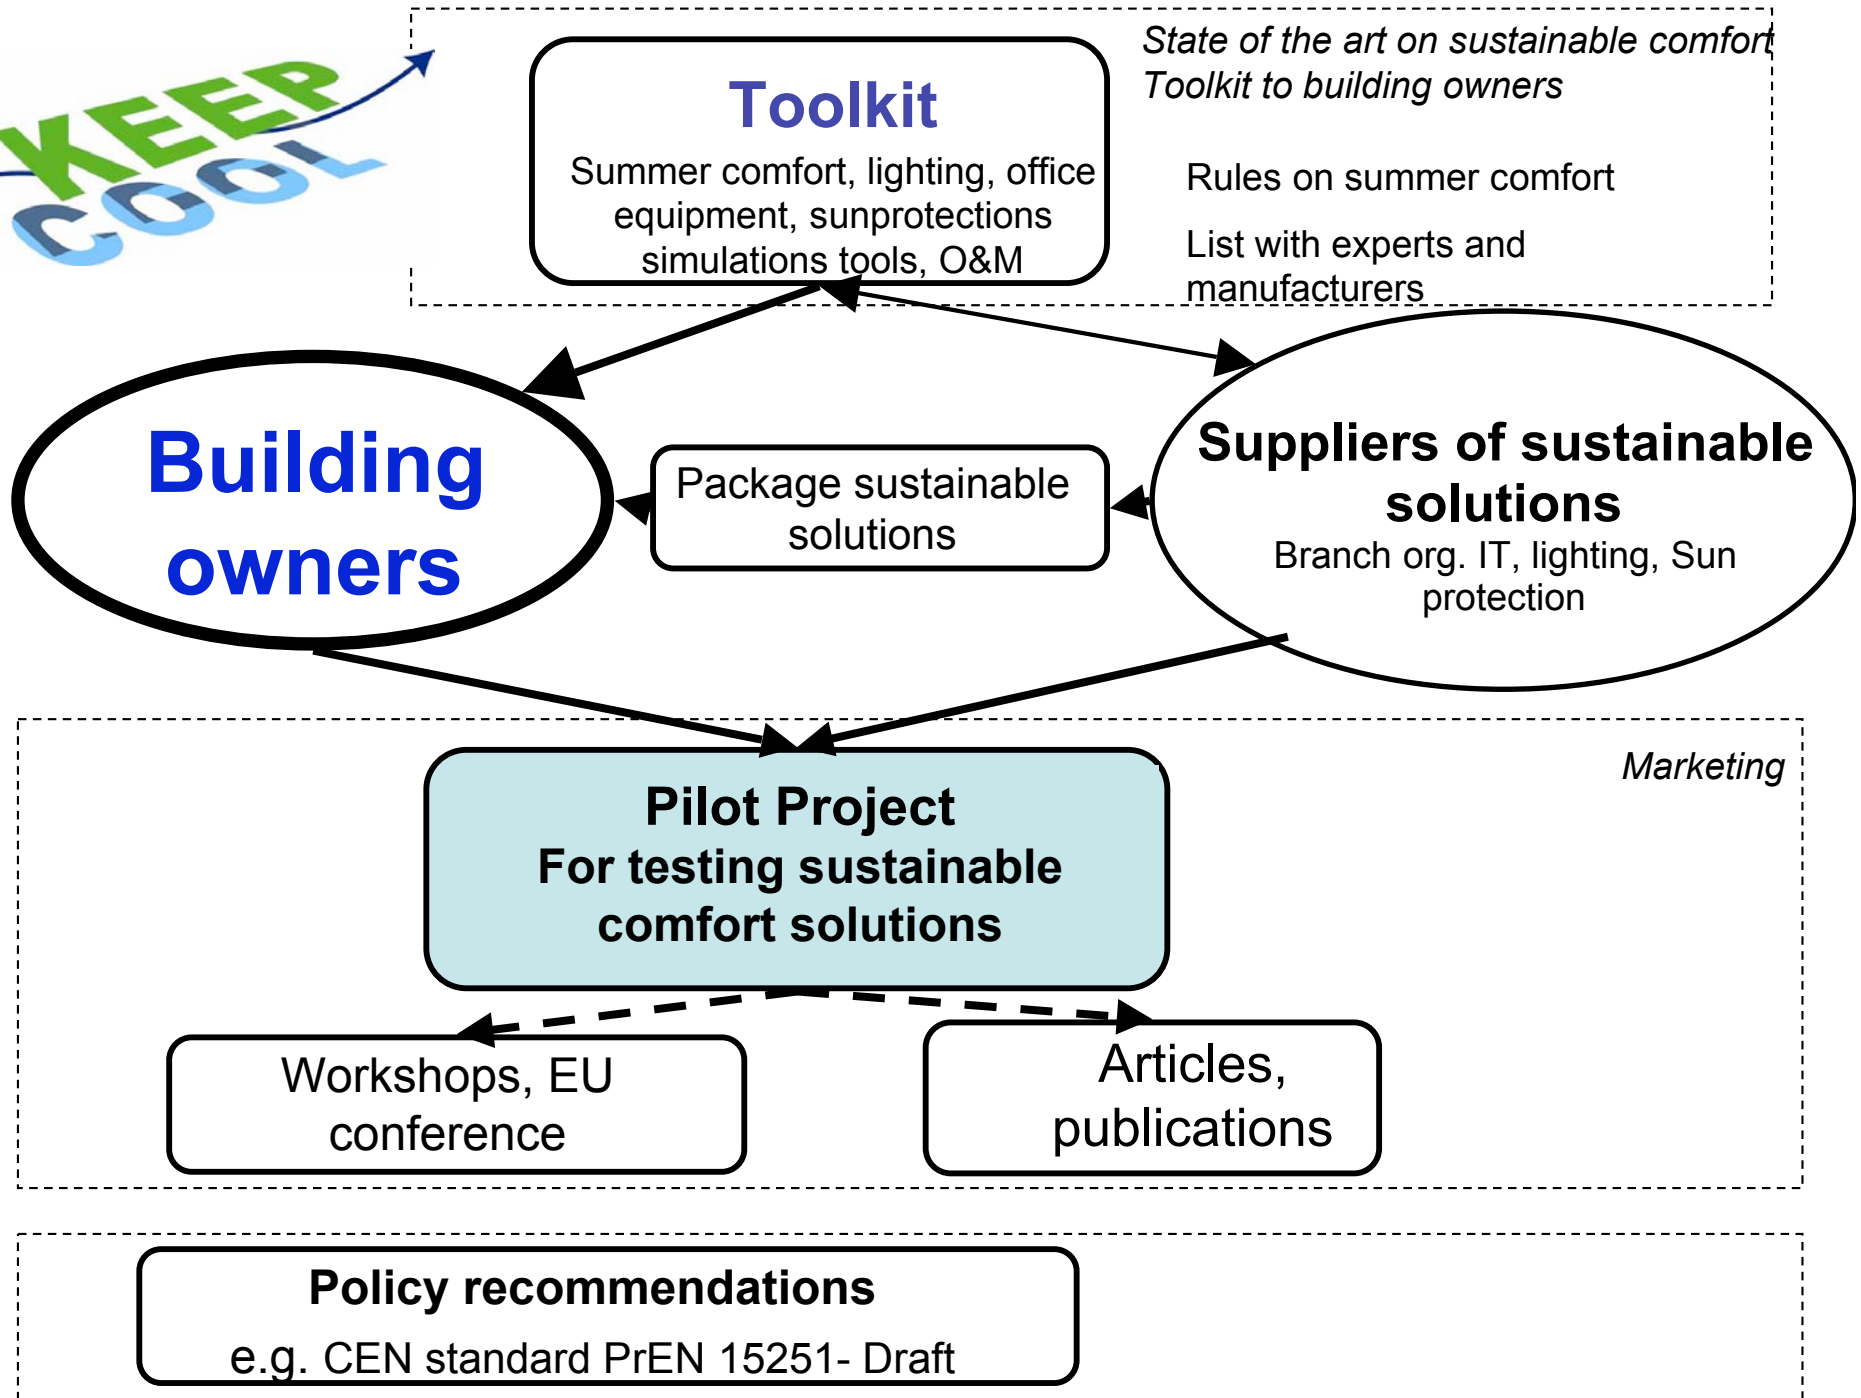 KEEP
COOL
Toolkit
Summer comfort, lighting, office
equipment, sunprotections
simulations tools, O&M
State of the art on sustainable comfort
Toolkit to building owners
Rules on summer comfort
List with experts and
manufacturers
Building
owners
Package sustainable
solutions
Suppliers of sustainable
solutions
Branch org. IT, lighting, Sun
protection
Marketing
Pilot Project
For testing sustainable
comfort solutions
Workshops, EU
conference
Articles,
publications
Policy recommendations
e.g. CEN standard PrEN 15251- Draft